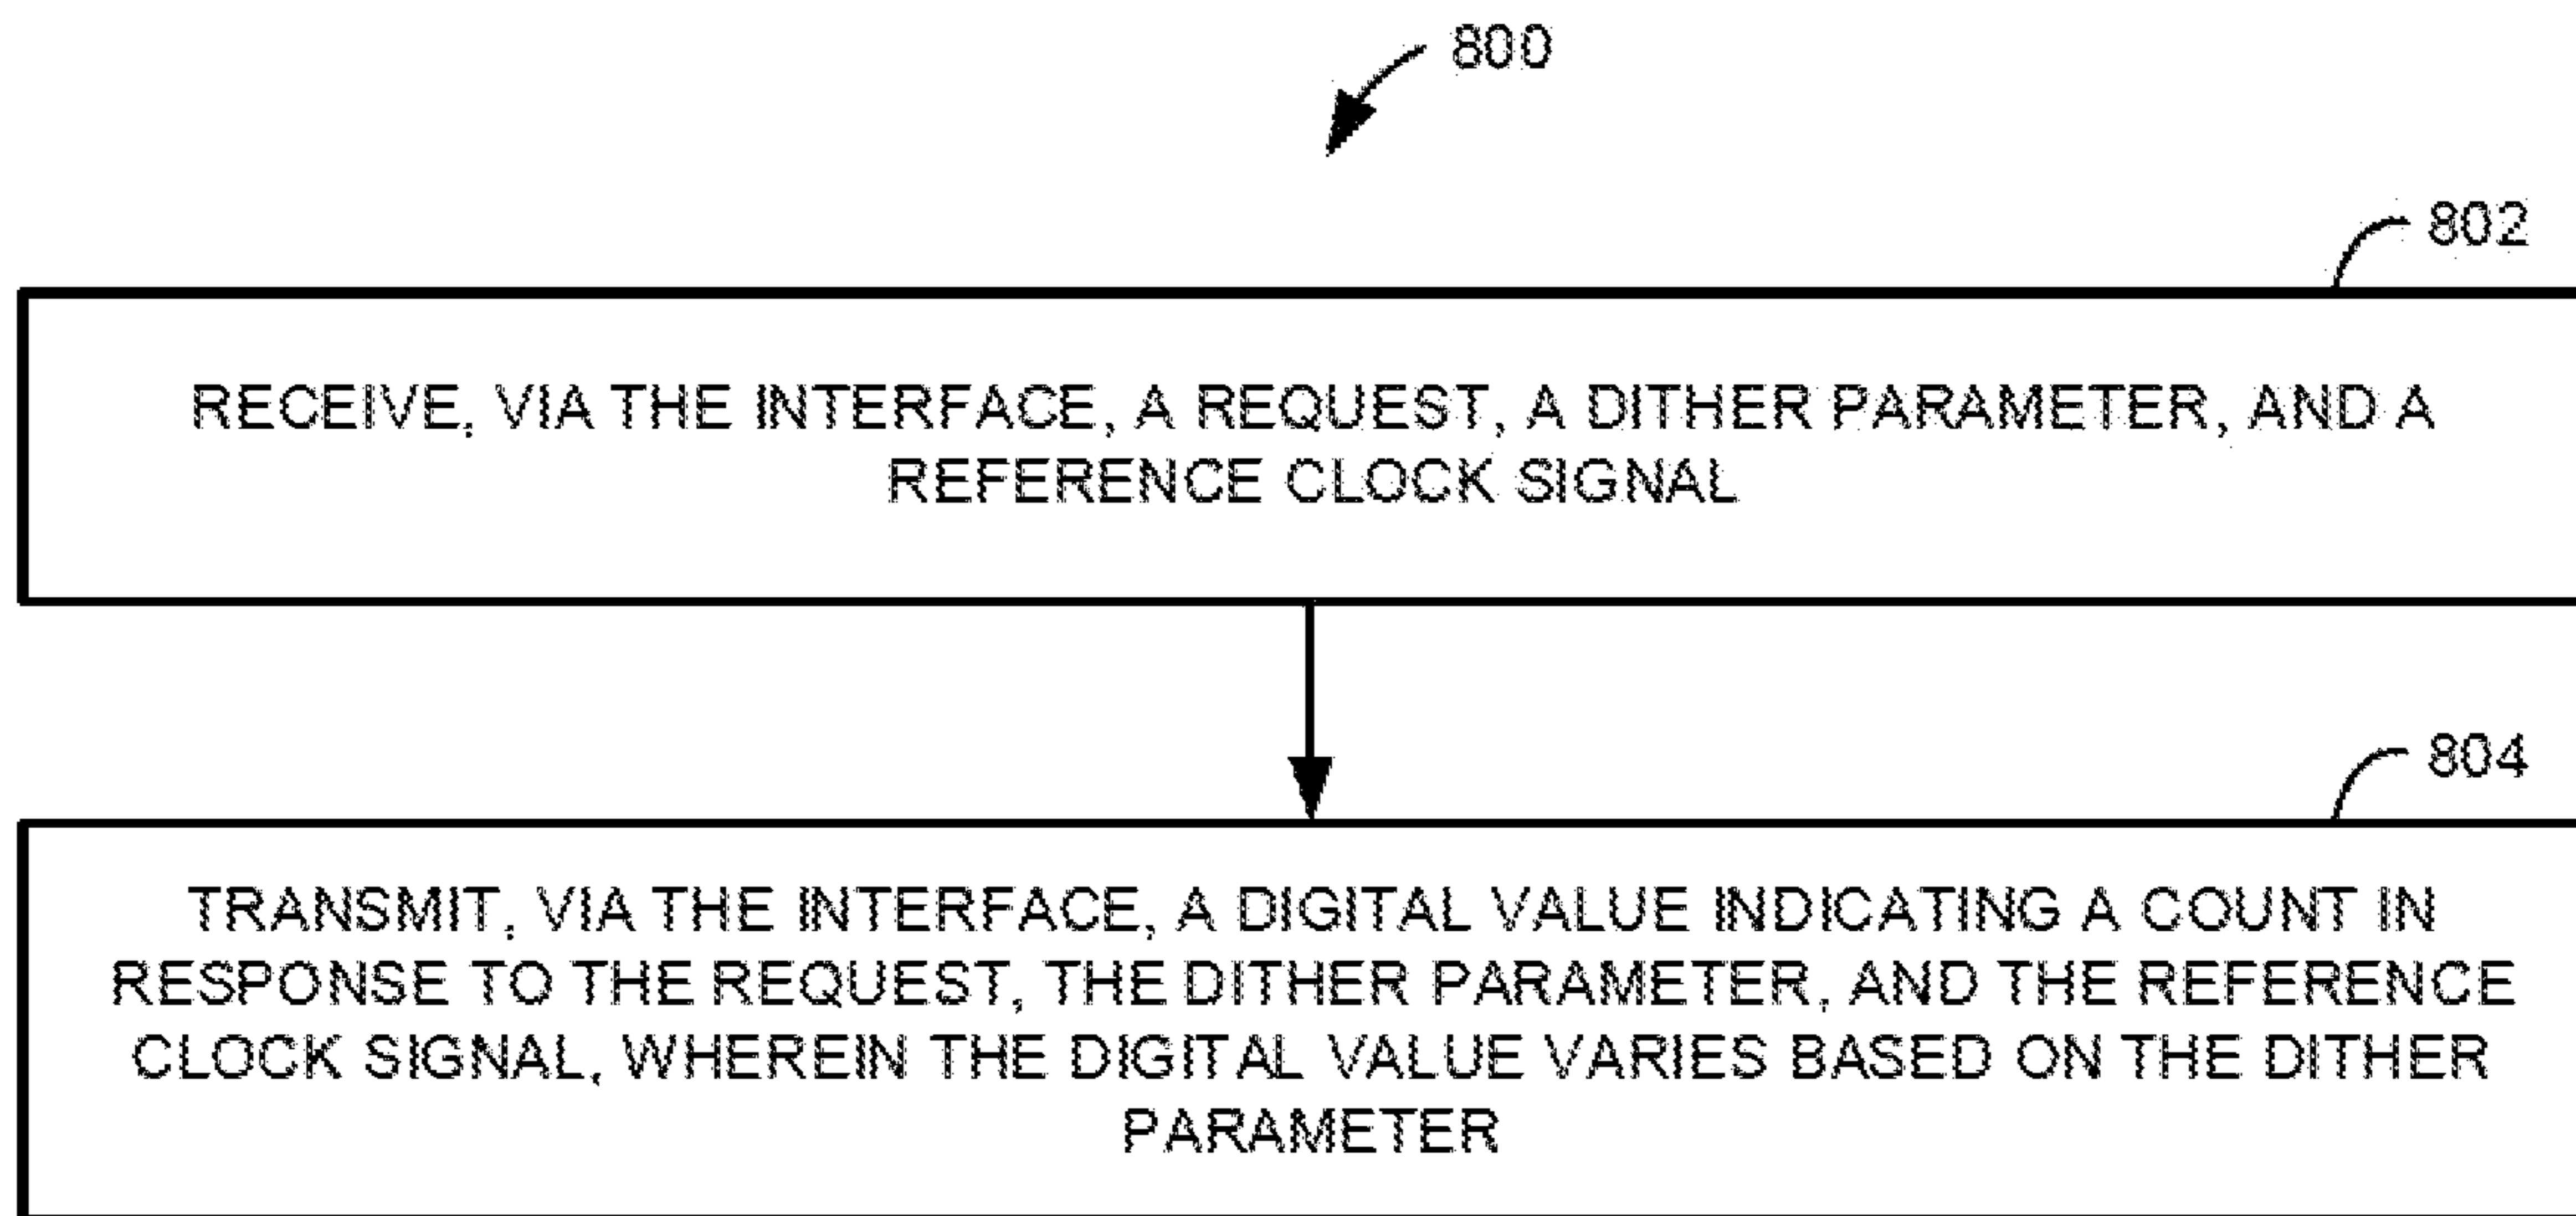 800
802
RECEIVE, VIA THE INTERFACE, A REQUEST, A DITHER PARAMETER, AND A
REFERENCE CLOCK SIGNAL
804
TRANSMIT, VIA THE INTERFACE, A DIGITAL VALUE INDICATING A COUNT IN
RESPONSE TO THE REQUEST, THE DITHER PARAMETER, AND THE REFERENCE
CLOCK SIGNAL, WHEREIN THE DIGITAL VALUE VARIES BASED ON THE DITHER
PARAMETER